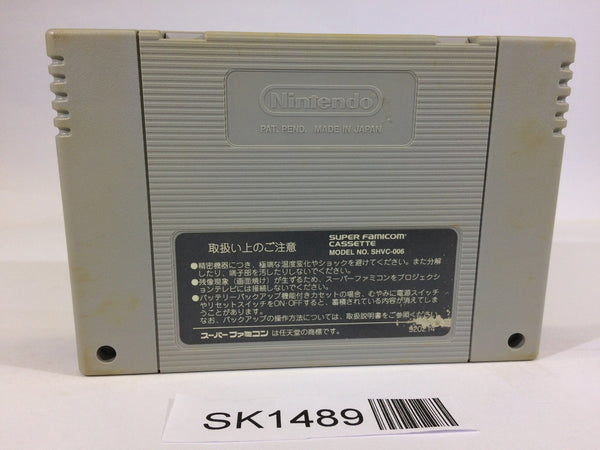 Nintendo
PAT. PEND. MADE IN JAPAN
取扱い上のご注意
SUPER FAMICOM
CASSETTE
MODEL NO. SHVC-006
●精密機器につき、極端な温度変化やショックを避けてください。また分解
したり、端子部を汚したりしないでください。
●残像現象(画面焼け)が生ずるため、スーパーファミコンをプロジェクシ
ョンテレビには接続しないでください。
●バッテリーバックアップ機能付きカセットの場合、むやみに電源スイッチ
やリセットスイッチをON・OFFすると、蓄積されている内容が消えてしま
うことがあります。
なお、バックアップの操作方法については、取扱説明書をご参照ください。
スーパーファミコンは任天堂の商標です。
SK1489